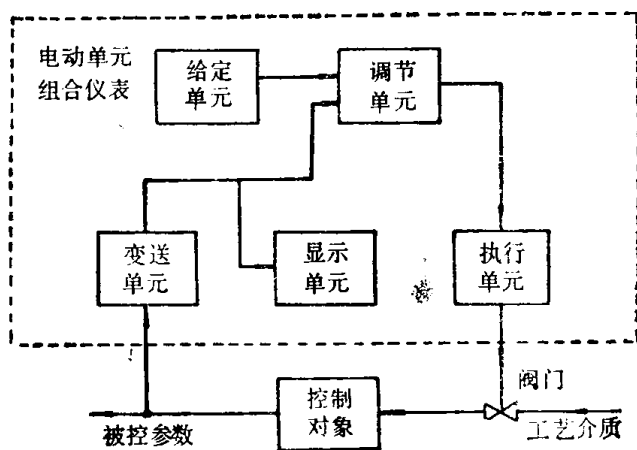 电动单元
组合仪表
给定
单元
调节
单元
变送
单元
显示
单元
执行
单元
阀门
控制
对象
被控参数
工艺介质